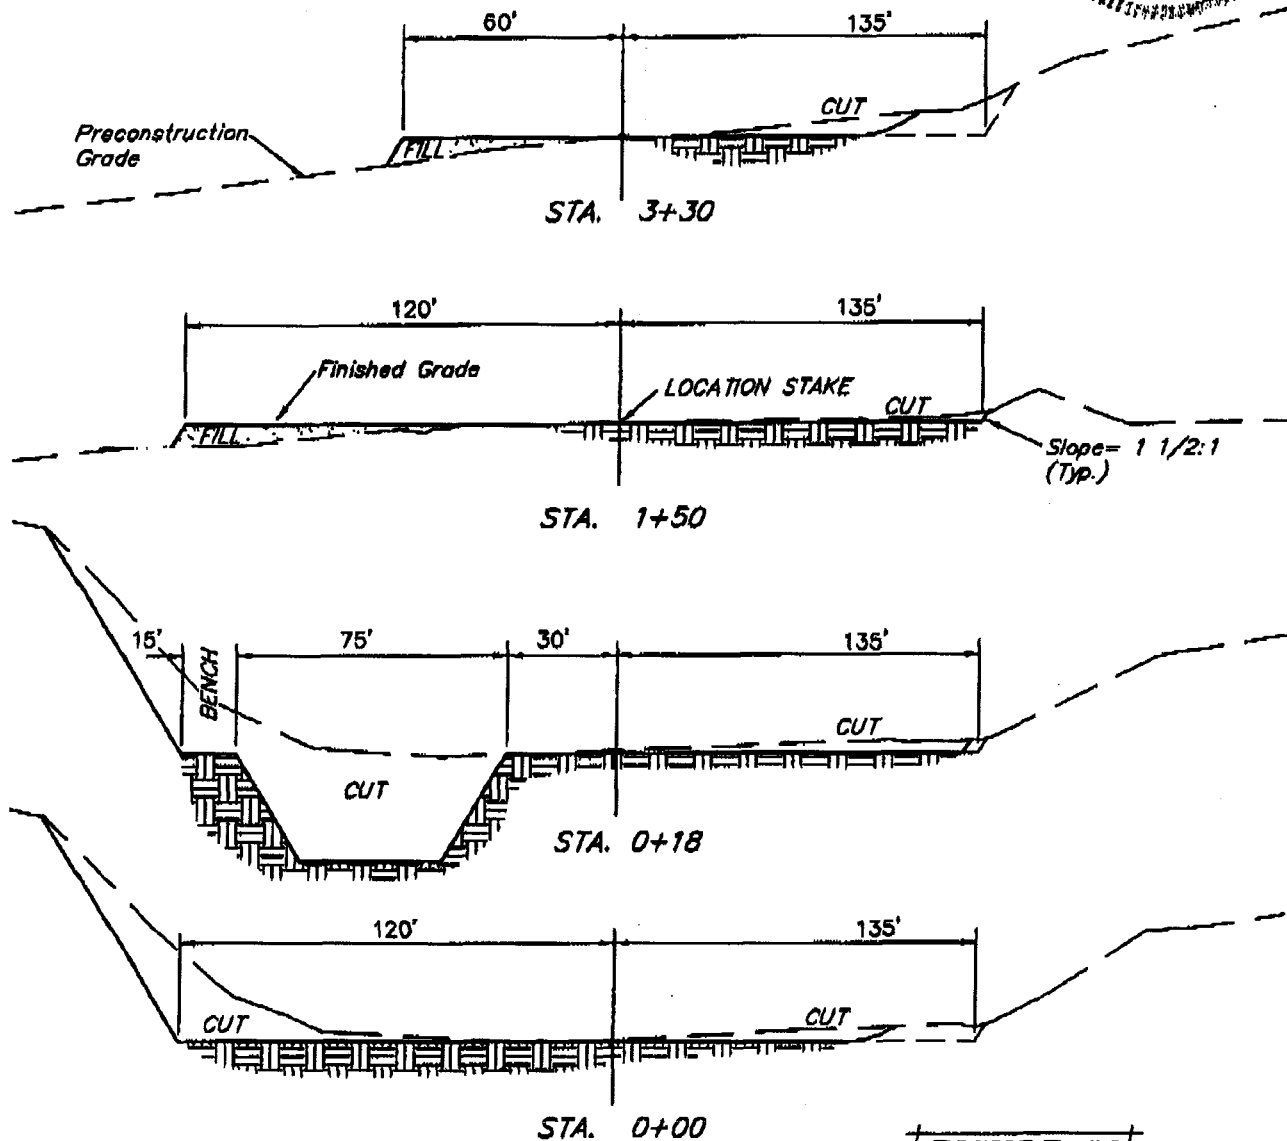 60' 135'
CUT
Preconstruction
Grade
FILL
STA. 3+30
120' 135'
Finished Grade
LOCATION STAKE
CUT
FILL
Slope= 1 1/2:1
(Typ.)
STA. 1+50
15' 75' 30' 135'
BENCH
CUT
CUT
STA. 0+18
120' 135'
CUT
CUT
STA. 0+00